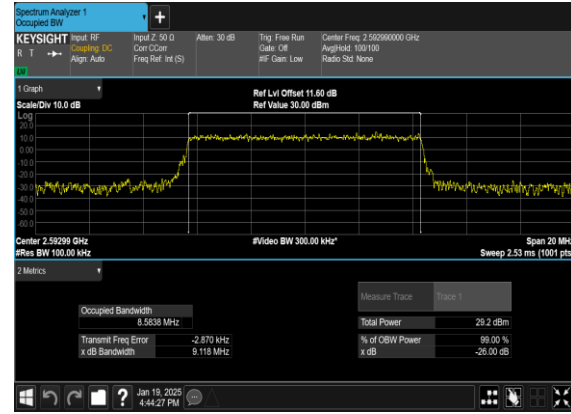 Spectrum Analyzer 1
Occupied BW
+
KEYSIGHT Input: RF Input Z: 50 Ω Atten: 30 dB Trig: Free Run Center Freq: 2.592990000 GHz
R T Coupling: DC Corr CCorr Gate: Off Avg|Hold: 100/100
Align: Auto Freq Ref: Int (S) #IF Gain: Low Radio Std: None
LXI
1 Graph
Ref Lvl Offset 11.60 dB
Scale/Div 10.0 dB Ref Value 30.00 dBm
Log
20.0
10.0
0.00
-10.0
-20.0
-30.0
-40.0
-50.0
-60.0
Center 2.59299 GHz #Video BW 300.00 kHz* Span 20 MHz
#Res BW 100.00 kHz Sweep 2.53 ms (1001 pts)
2 Metrics
Measure Trace Trace 1
Occupied Bandwidth
8.5838 MHz Total Power 29.2 dBm
Transmit Freq Error -2.870 kHz % of OBW Power 99.00 %
x dB Bandwidth 9.118 MHz x dB -26.00 dB
? Jan 19, 2025
4:44:27 PM